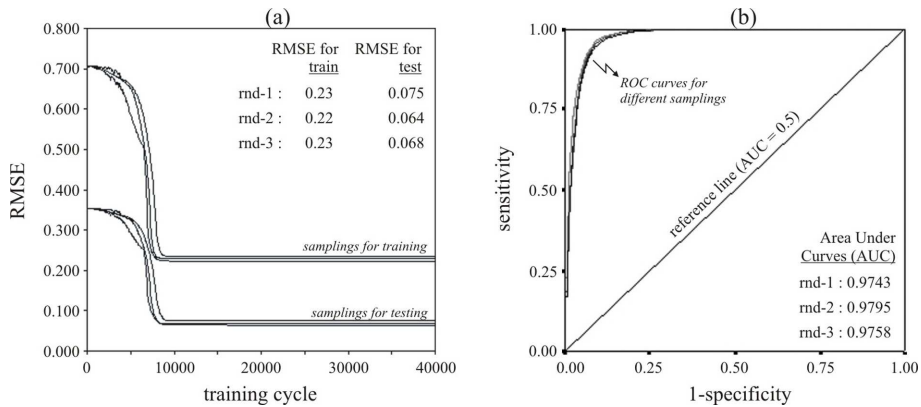 (a)
0.800
0.700
0.600
0.500
0.400
0.300
0.200
0.100
0.000
RMSE
RMSE for train
RMSE for test
rnd-1 : 0.23 0.075
rnd-2 : 0.22 0.064
rnd-3 : 0.23 0.068
samplings for training
samplings for testing
0 10000 20000 30000 40000
training cycle
(b)
1.00
0.75
0.50
0.25
0.00
sensitivity
ROC curves for
different samplings
reference line (AUC = 0.5)
Area Under
Curves (AUC)
rnd-1 : 0.9743
rnd-2 : 0.9795
rnd-3 : 0.9758
0.00 0.25 0.50 0.75 1.00
1-specificity